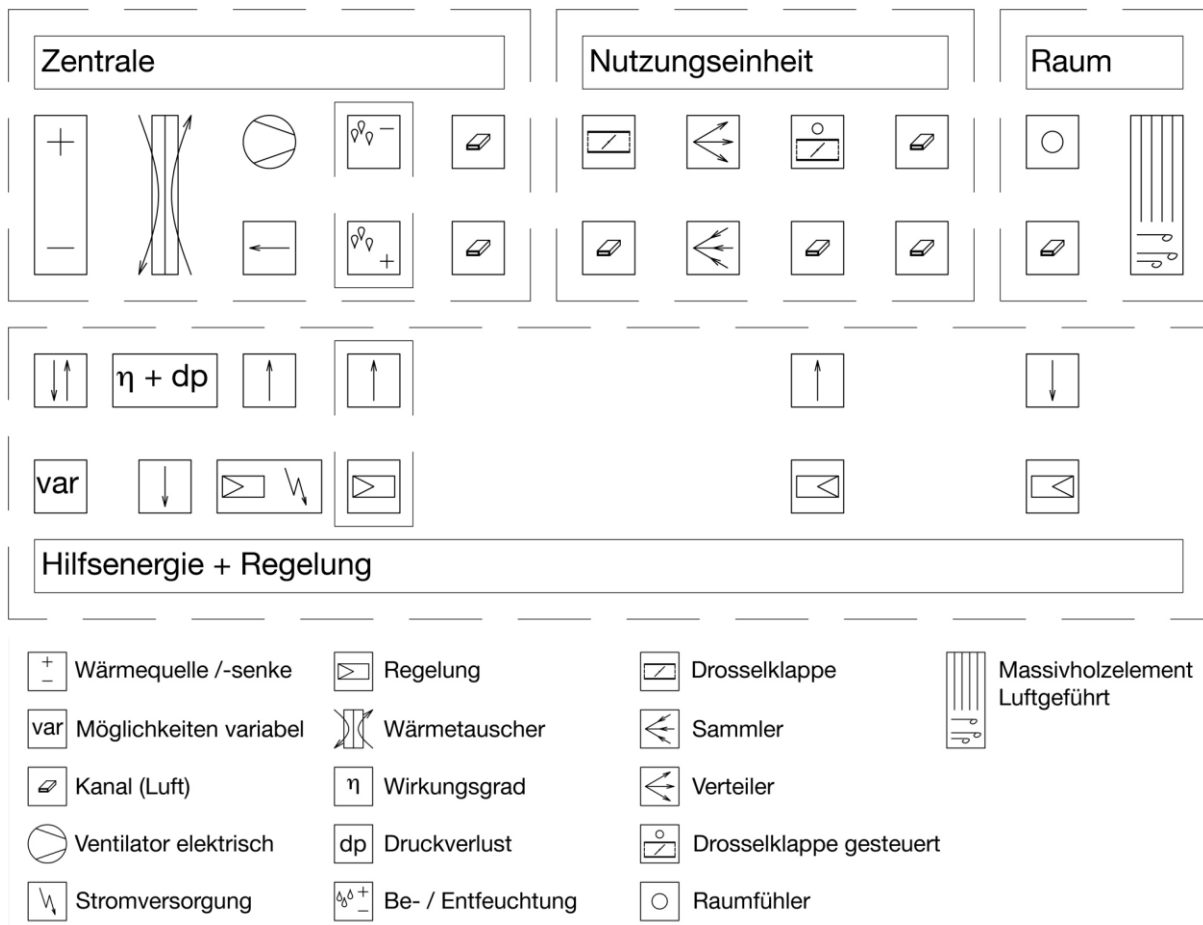 Zentrale
Nutzungseinheit
Raum
+
−
−
+
η + dp
var
Hilfsenergie + Regelung
+
− Wärmequelle /-senke
Regelung
Drosselklappe
Massivholzelement
Luftgeführt
var Möglichkeiten variabel
Wärmetauscher
Sammler
Kanal (Luft)
η Wirkungsgrad
Verteiler
Ventilator elektrisch
dp Druckverlust
Drosselklappe gesteuert
Stromversorgung
+
− Be- / Entfeuchtung
Raumfühler